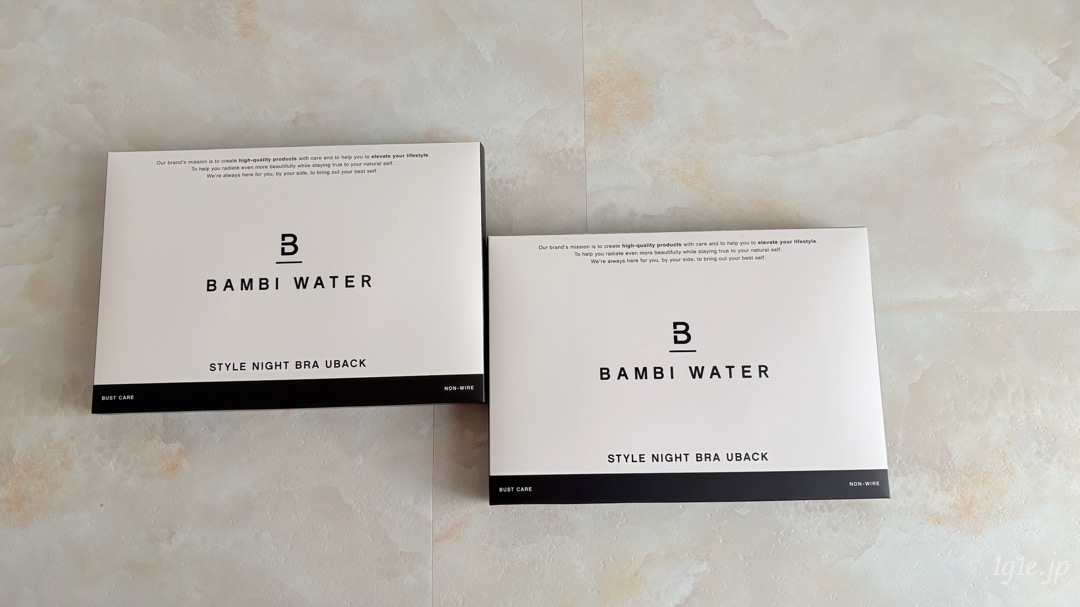 Our brand's mission is to create high-quality products with care and to help you to elevate your lifestyle.
To help you radiate even more beautifully while staying true to your natural self.
We're always here for you, by your side, to bring out your best self.
B
BAMBI WATER
STYLE NIGHT BRA UBACK
BUST CARE
NON-WIRE
Our brand's mission is to create high-quality products with care and to help you to elevate your lifestyle.
To help you radiate even more beautifully while staying true to your natural self.
We're always here for you, by your side, to bring out your best self.
B
BAMBI WATER
STYLE NIGHT BRA UBACK
BUST CARE
NON-WIRE
1g1e.jp